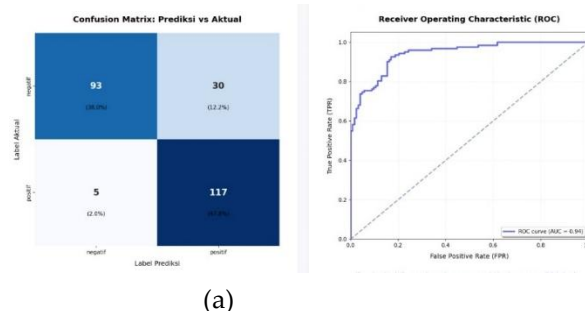 Confusion Matrix: Prediksi vs Aktual
Label Aktual
negatif
93
30
(12.2%)
positif
5
(2.0%)
117
negatif
positif
Label Prediksi
Receiver Operating Characteristic (ROC)
True Positive Rate (TPR)
1.0
0.8
0.6
0.4
0.2
0.0
0.0
0.2
0.4
0.6
0.8
1.0
False Positive Rate (FPR)
ROC curve (AUC = 0.94)
(a)